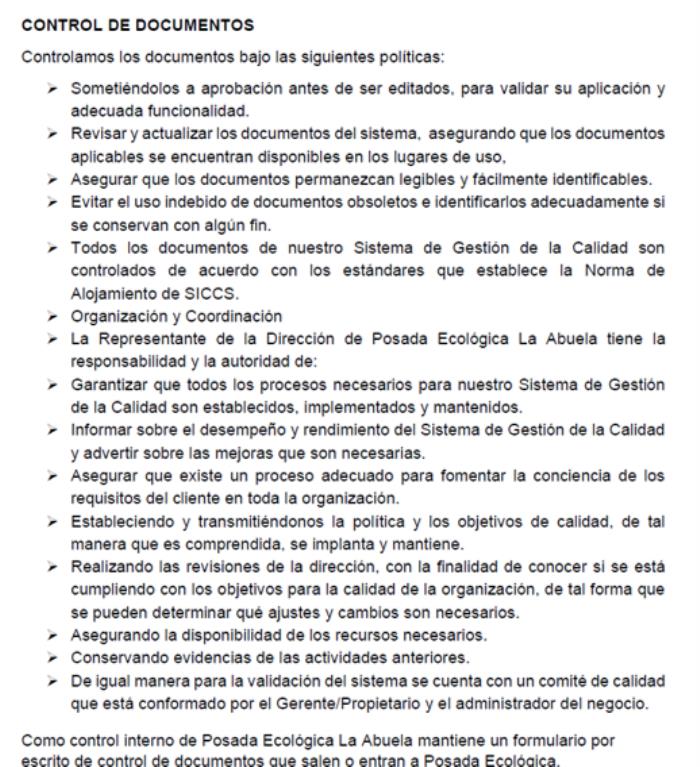 CONTROL DE DOCUMENTOS
Controlamos los documentos bajo las siguientes políticas:
➢ Sometiéndolos a aprobación antes de ser editados, para validar su aplicación y
adecuada funcionalidad.
➢ Revisar y actualizar los documentos del sistema, asegurando que los documentos
aplicables se encuentran disponibles en los lugares de uso,
➢ Asegurar que los documentos permanezcan legibles y fácilmente identificables.
➢ Evitar el uso indebido de documentos obsoletos e identificarlos adecuadamente si
se conservan con algún fin.
➢ Todos los documentos de nuestro Sistema de Gestión de la Calidad son
controlados de acuerdo con los estándares que establece la Norma de
Alojamiento de SICCS.
➢ Organización y Coordinación
➢ La Representante de la Dirección de Posada Ecológica La Abuela tiene la
responsabilidad y la autoridad de:
➢ Garantizar que todos los procesos necesarios para nuestro Sistema de Gestión
de la Calidad son establecidos, implementados y mantenidos.
➢ Informar sobre el desempeño y rendimiento del Sistema de Gestión de la Calidad
y advertir sobre las mejoras que son necesarias.
➢ Asegurar que existe un proceso adecuado para fomentar la conciencia de los
requisitos del cliente en toda la organización.
➢ Estableciendo y transmitiéndonos la política y los objetivos de calidad, de tal
manera que es comprendida, se implanta y mantiene.
➢ Realizando las revisiones de la dirección, con la finalidad de conocer si se está
cumpliendo con los objetivos para la calidad de la organización, de tal forma que
se pueden determinar qué ajustes y cambios son necesarios.
➢ Asegurando la disponibilidad de los recursos necesarios.
➢ Conservando evidencias de las actividades anteriores.
➢ De igual manera para la validación del sistema se cuenta con un comité de calidad
que está conformado por el Gerente/Propietario y el administrador del negocio.
Como control interno de Posada Ecológica La Abuela mantiene un formulario por
escrito de control de documentos que salen o entran a Posada Ecológica.